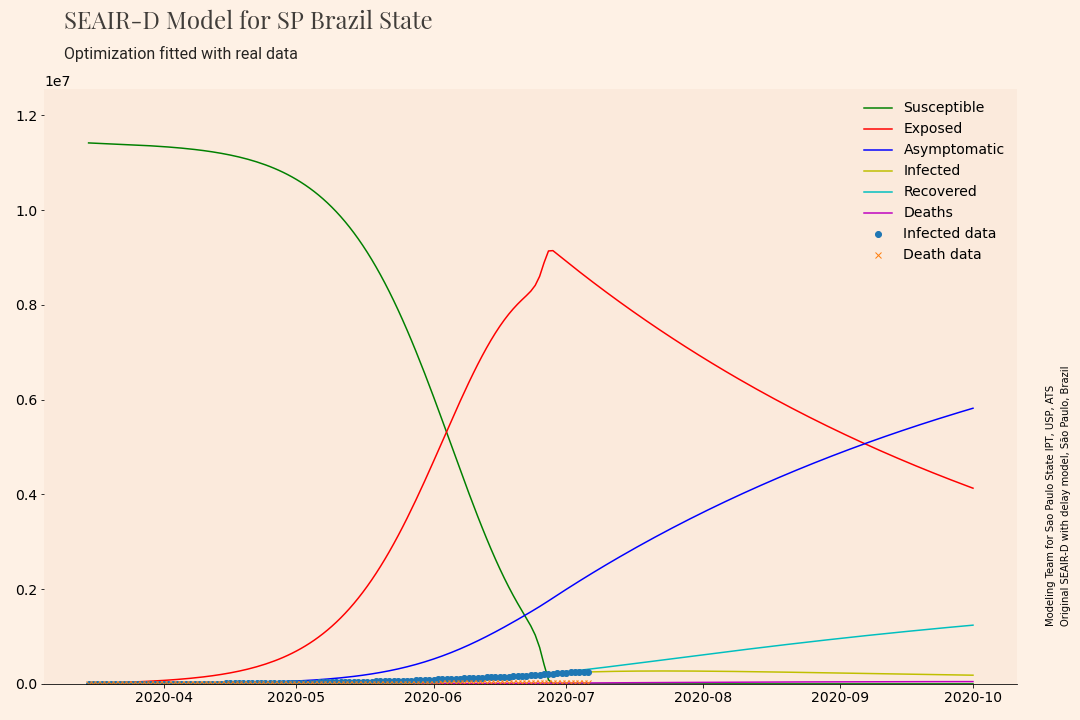 SEAIR-D Model for SP Brazil State
Optimization fitted with real data
1e7
1.2
1.0
0.8
0.6
0.4
0.2
0.0
2020-04
2020-05
2020-06
2020-07
2020-08
2020-09
2020-10
Susceptible
Exposed
Asymptomatic
Infected
Recovered
Deaths
Infected data
Death data
Modeling Team for Sao Paulo State IPT, USP, ATS
Original SEAIR-D with delay model, São Paulo, Brazil